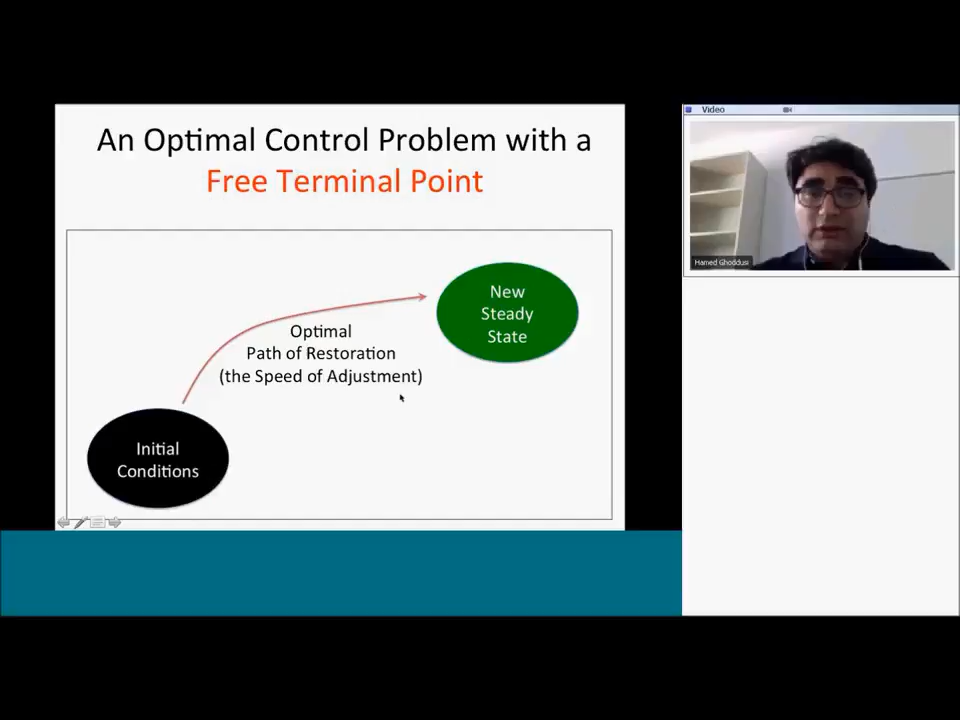 An Optimal Control Problem with a
Free Terminal Point
New
Steady
State
Optimal
Path of Restoration
(the Speed of Adjustment)
Initial
Conditions
Video
Hamed Ghoddusi